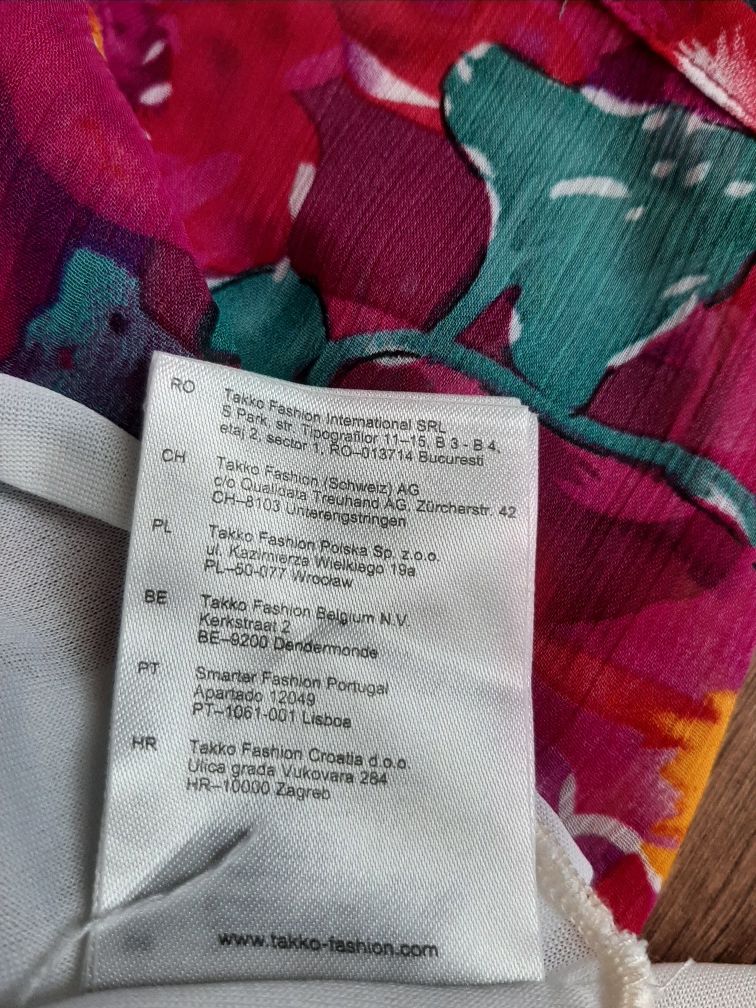 RO Takko Fashion International SRL
S Park, str. Tipografilor 11–15, B 3 - B 4,
etaj 2, sector 1, RO–013714 Bucuresti
CH Takko Fashion (Schweiz) AG
c/o Qualidata Treuhand AG, Zürcherstr. 42
CH–8103 Unterengstringen
PL Takko Fashion Polska Sp. z.o.o.
ul. Kazimierza Wielkiego 19a
PL–50-077 Wrocław
BE Takko Fashion Belgium N.V.
Kerkstraat 2
BE–9200 Dendermonde
PT Smarter Fashion Portugal
Apartado 12049
PT–1061-001 Lisboa
HR Takko Fashion Croatia d.o.o.
Ulica grada Vukovara 284
HR–10000 Zagreb
www.takko-fashion.com